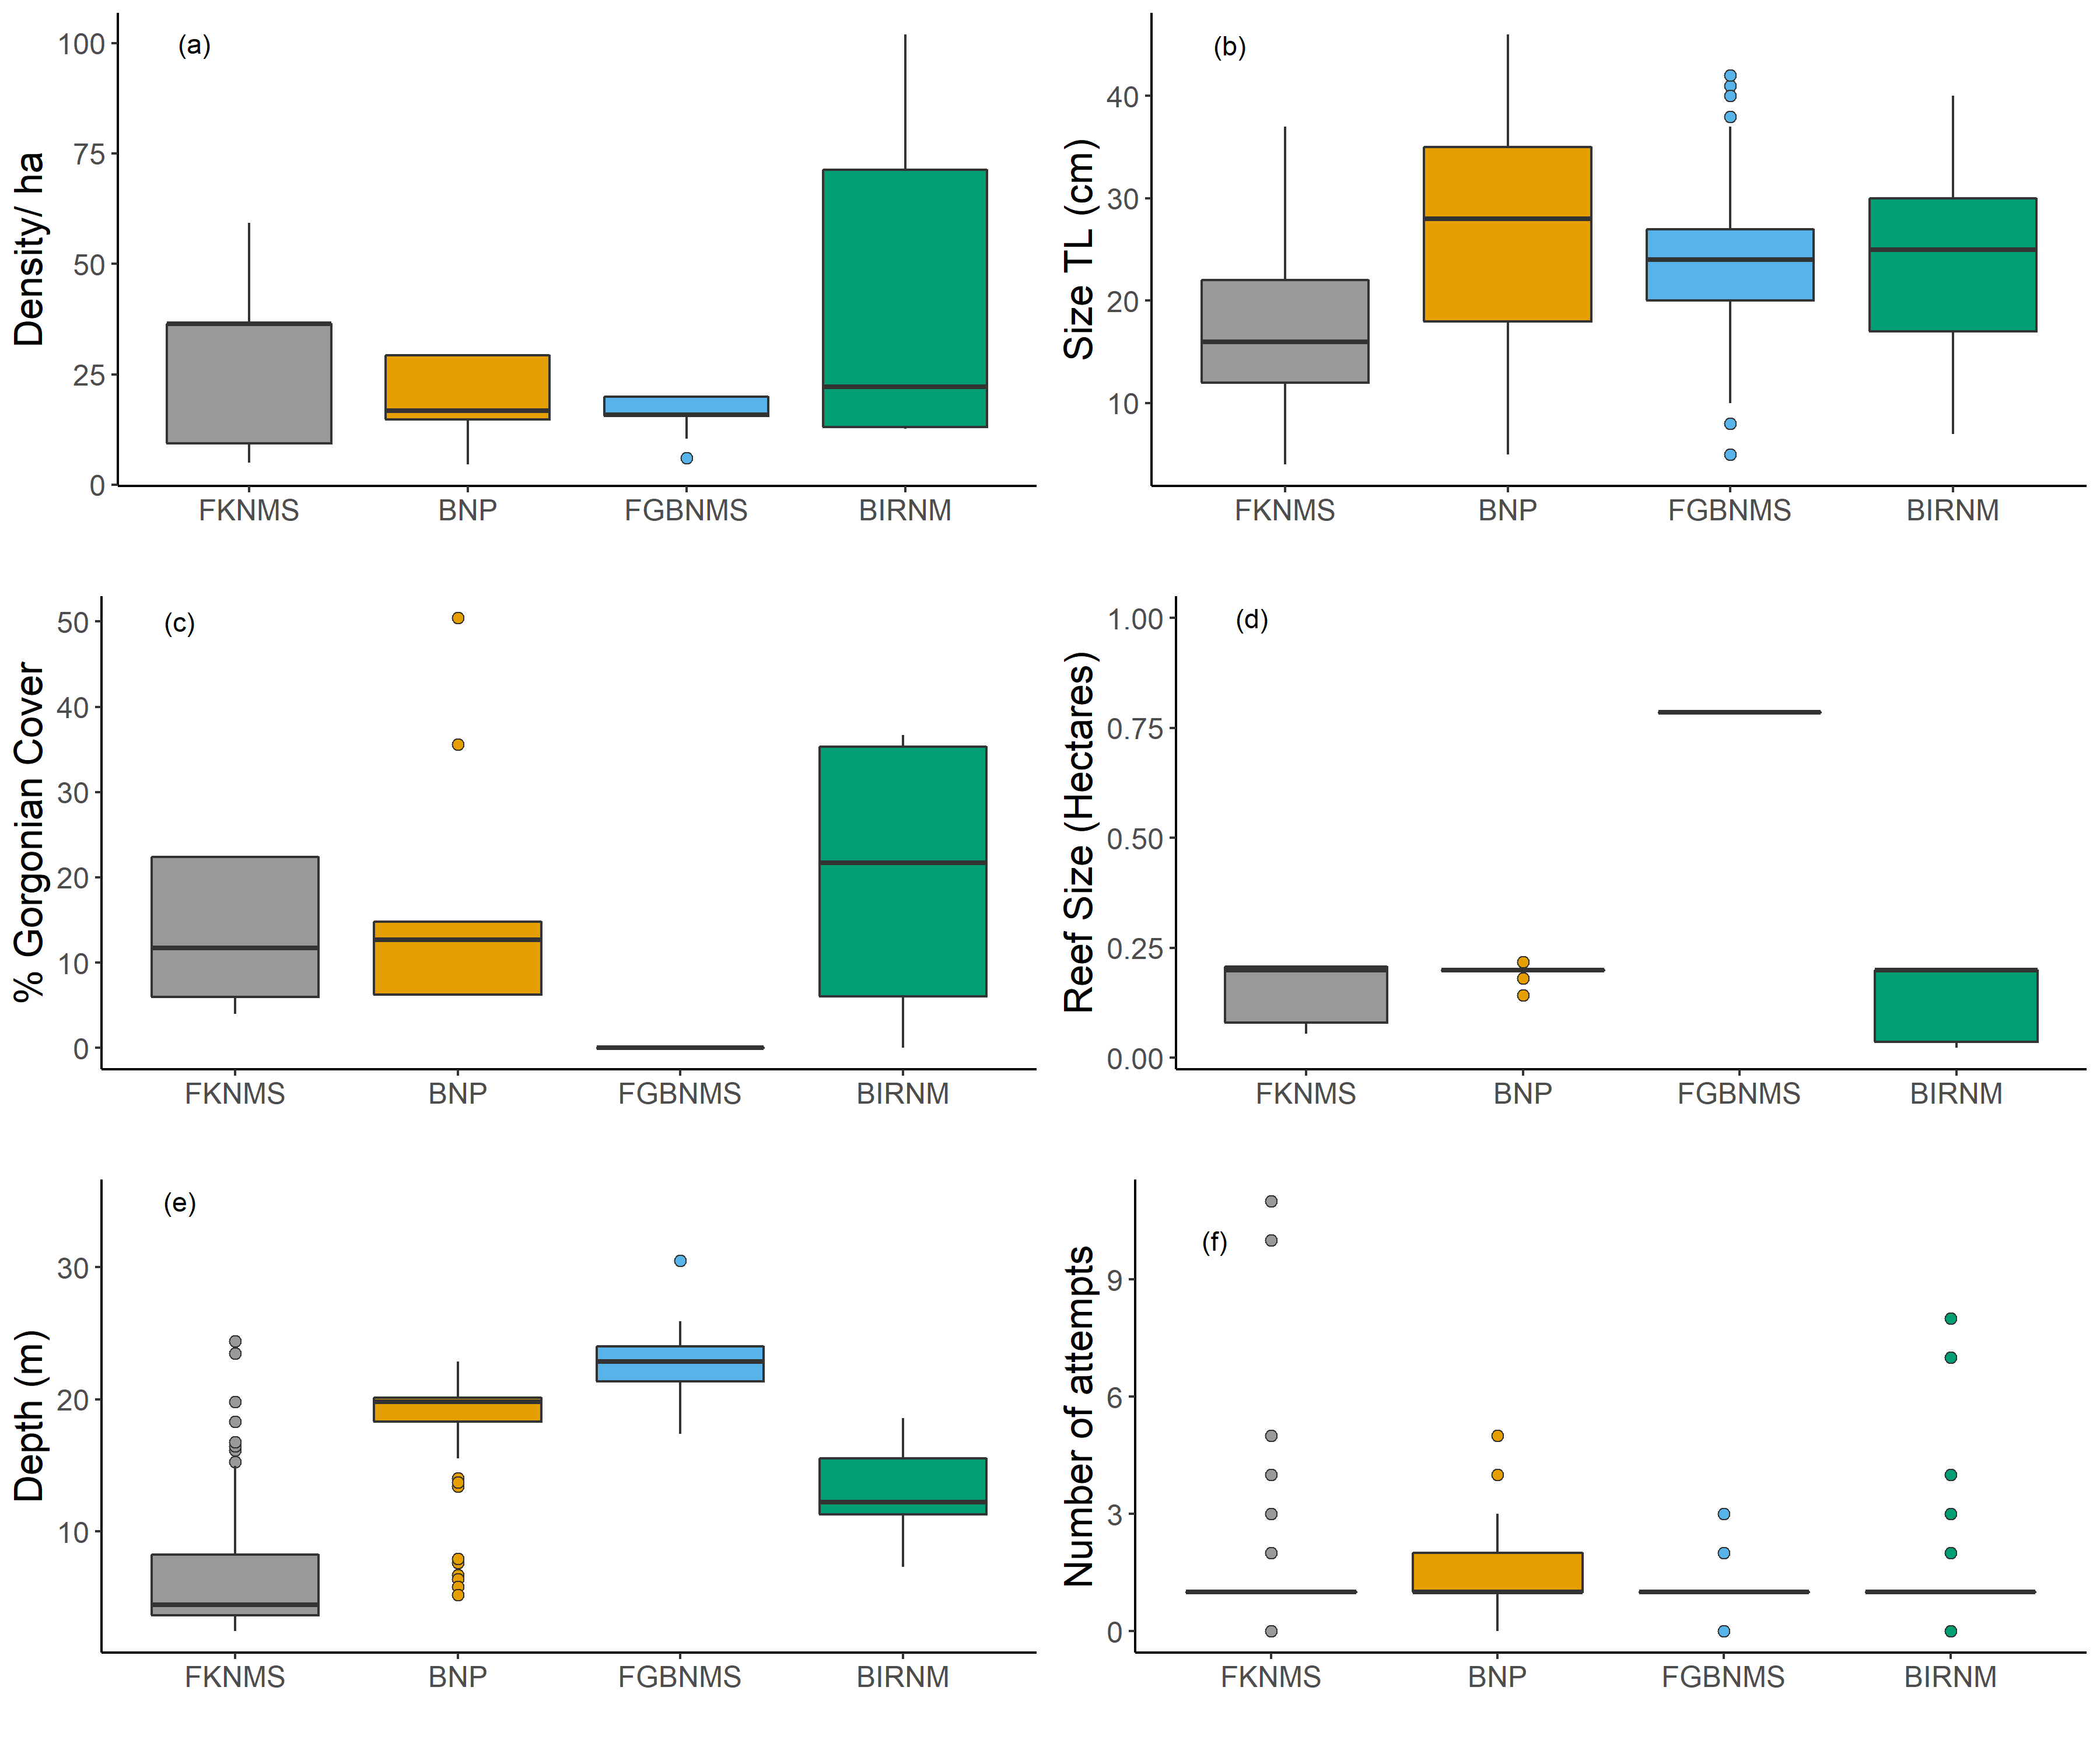 (a)
Density/ ha
100
75
50
25
0
FKNMS BNP FGBNMS BIRNM
(b)
Size TL (cm)
40
30
20
10
FKNMS BNP FGBNMS BIRNM
(c)
% Gorgonian Cover
50
40
30
20
10
0
FKNMS BNP FGBNMS BIRNM
(d)
Reef Size (Hectares)
1.00
0.75
0.50
0.25
0.00
FKNMS BNP FGBNMS BIRNM
(e)
Depth (m)
30
20
10
FKNMS BNP FGBNMS BIRNM
(f)
Number of attempts
9
6
3
0
FKNMS BNP FGBNMS BIRNM